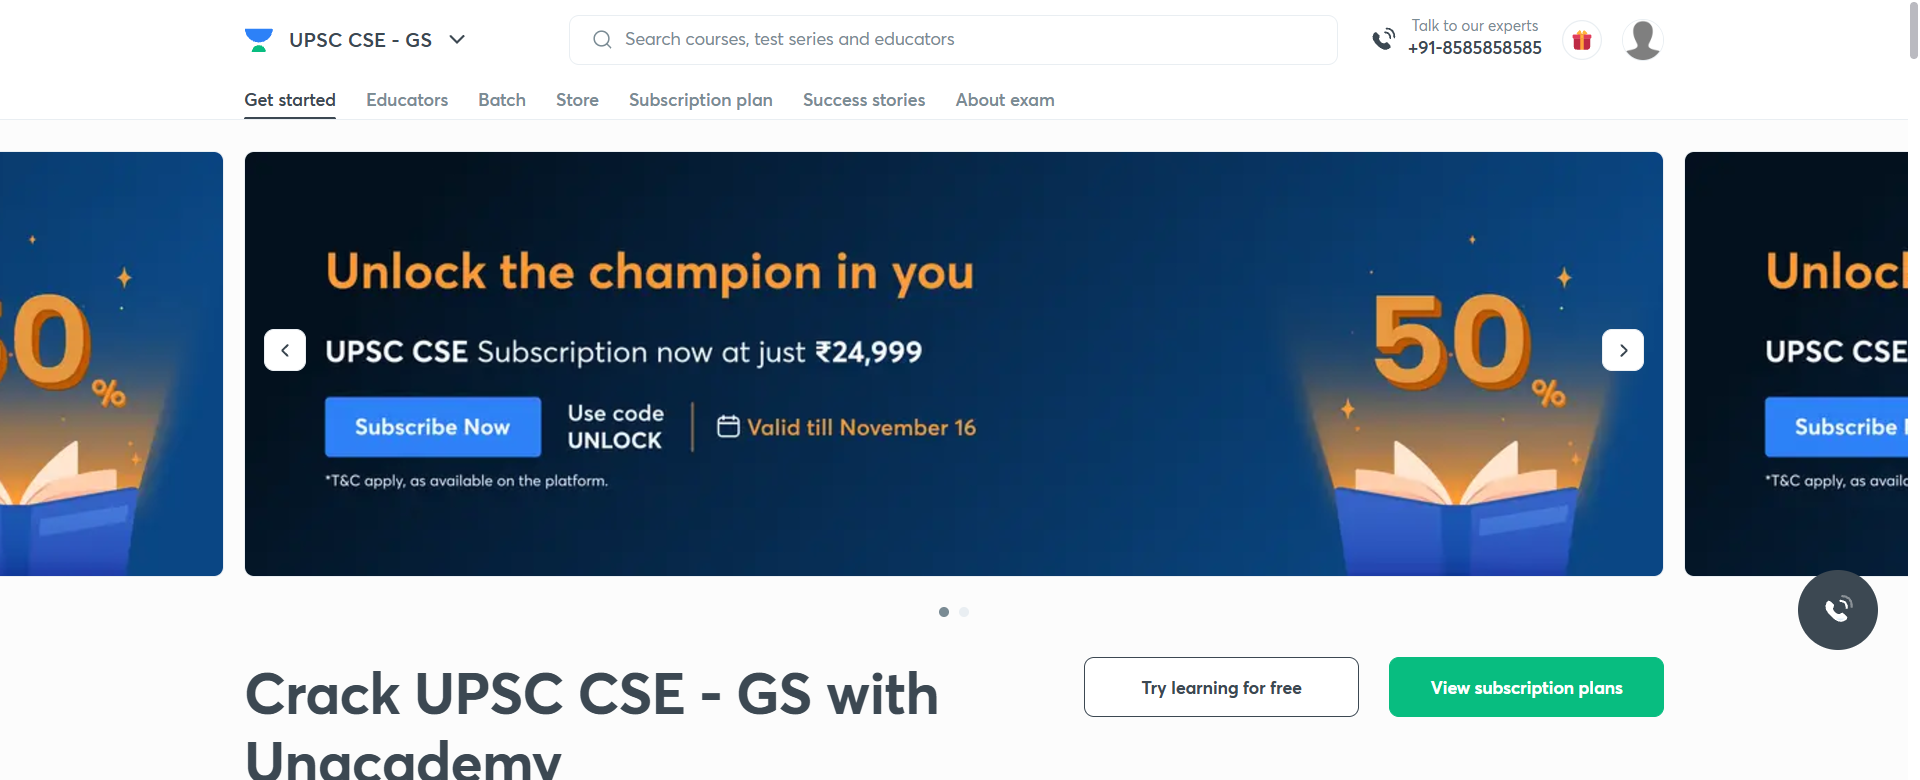 UPSC CSE - GS
Search courses, test series and educators
Talk to our experts
+91-8585858585
Get started
Educators
Batch
Store
Subscription plan
Success stories
About exam
50
%
Unlock the champion in you
UPSC CSE Subscription now at just ₹24,999
Subscribe Now
Use code
UNLOCK
Valid till November 16
*T&C apply, as available on the platform.
50
%
Unlock
UPSC CSE
Subscribe
*T&C apply, as
Crack UPSC CSE - GS with
Unacademy
Try learning for free
View subscription plans